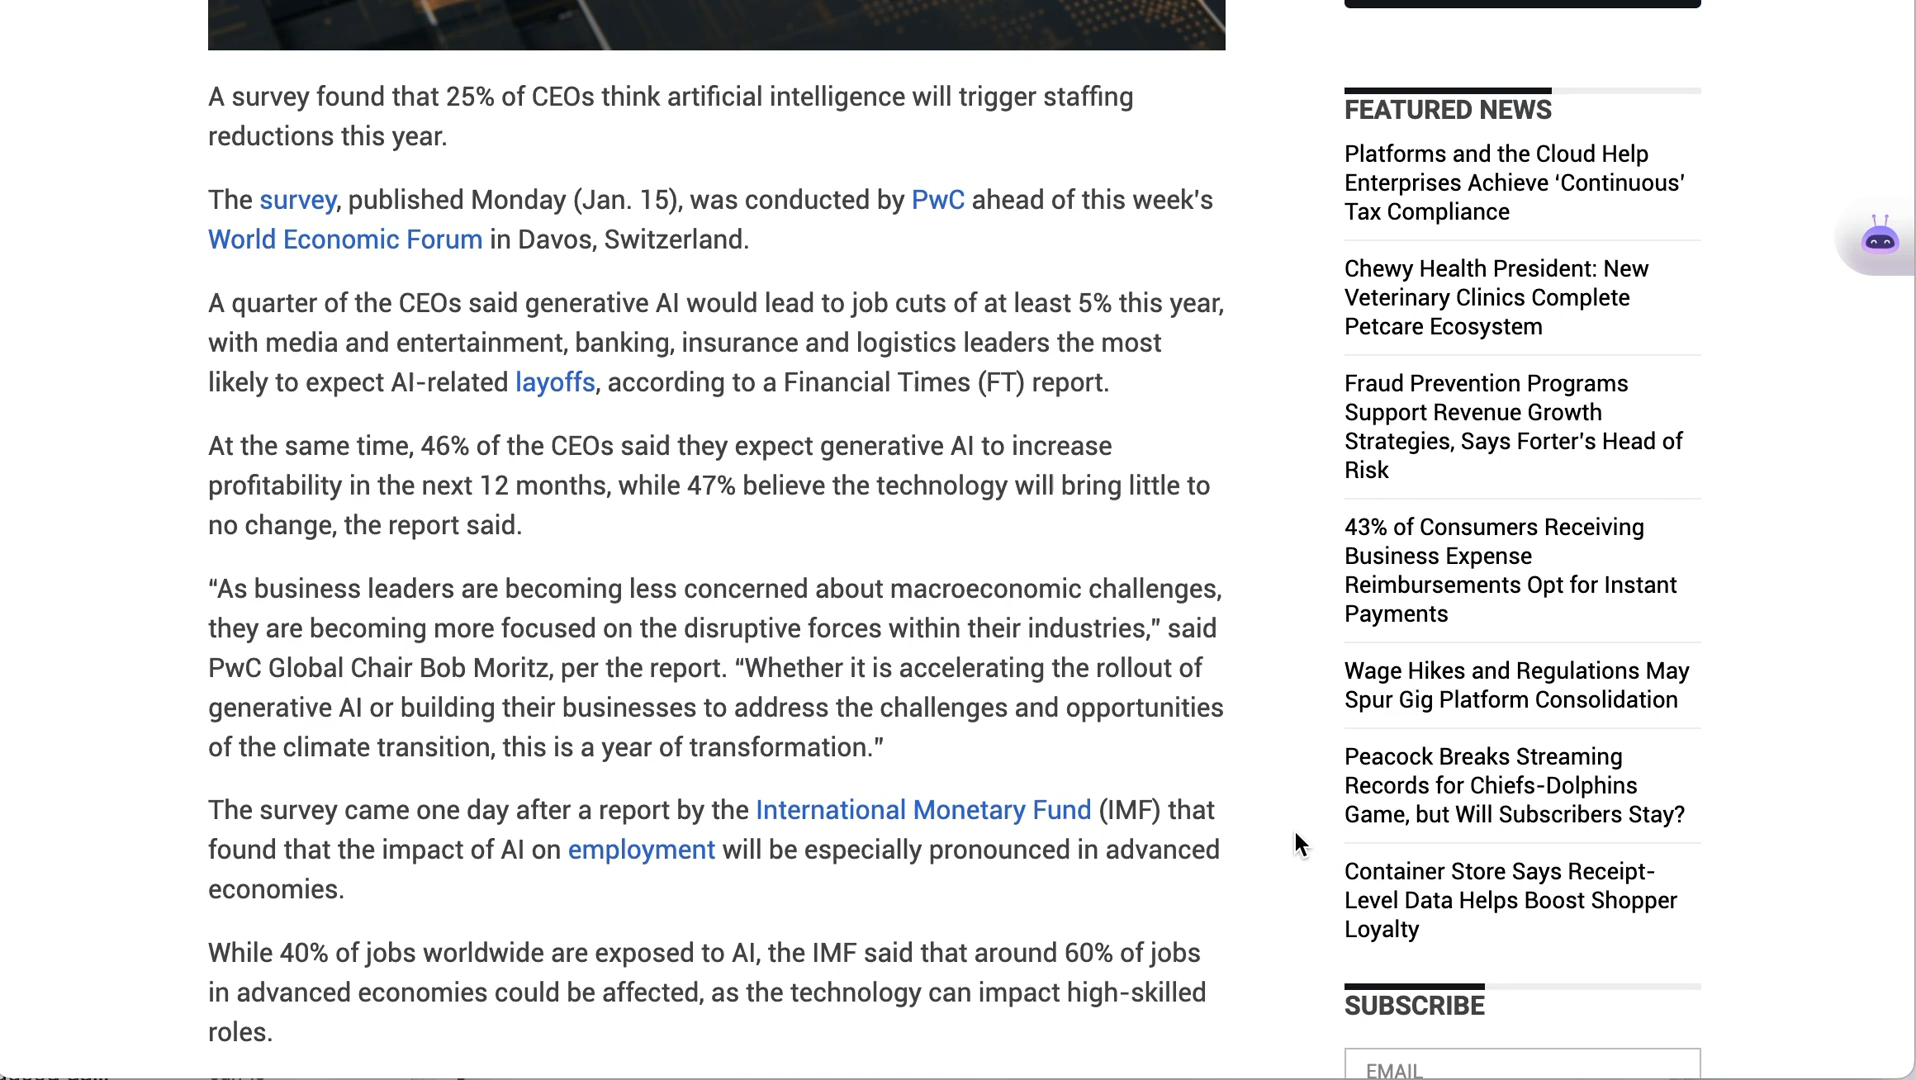 A survey found that 25% of CEOs think artificial intelligence will trigger staffing
reductions this year.
The survey, published Monday (Jan. 15), was conducted by PwC ahead of this week's
World Economic Forum in Davos, Switzerland.
A quarter of the CEOs said generative AI would lead to job cuts of at least 5% this year,
with media and entertainment, banking, insurance and logistics leaders the most
likely to expect AI-related layoffs, according to a Financial Times (FT) report.
At the same time, 46% of the CEOs said they expect generative AI to increase
profitability in the next 12 months, while 47% believe the technology will bring little to
no change, the report said.
“As business leaders are becoming less concerned about macroeconomic challenges,
they are becoming more focused on the disruptive forces within their industries,” said
PwC Global Chair Bob Moritz, per the report. “Whether it is accelerating the rollout of
generative AI or building their businesses to address the challenges and opportunities
of the climate transition, this is a year of transformation.”
The survey came one day after a report by the International Monetary Fund (IMF) that
found that the impact of AI on employment will be especially pronounced in advanced
economies.
While 40% of jobs worldwide are exposed to AI, the IMF said that around 60% of jobs
in advanced economies could be affected, as the technology can impact high-skilled
roles.
FEATURED NEWS
Platforms and the Cloud Help
Enterprises Achieve ‘Continuous’
Tax Compliance
Chewy Health President: New
Veterinary Clinics Complete
Petcare Ecosystem
Fraud Prevention Programs
Support Revenue Growth
Strategies, Says Forter’s Head of
Risk
43% of Consumers Receiving
Business Expense
Reimbursements Opt for Instant
Payments
Wage Hikes and Regulations May
Spur Gig Platform Consolidation
Peacock Breaks Streaming
Records for Chiefs-Dolphins
Game, but Will Subscribers Stay?
Container Store Says Receipt-
Level Data Helps Boost Shopper
Loyalty
SUBSCRIBE
EMAIL